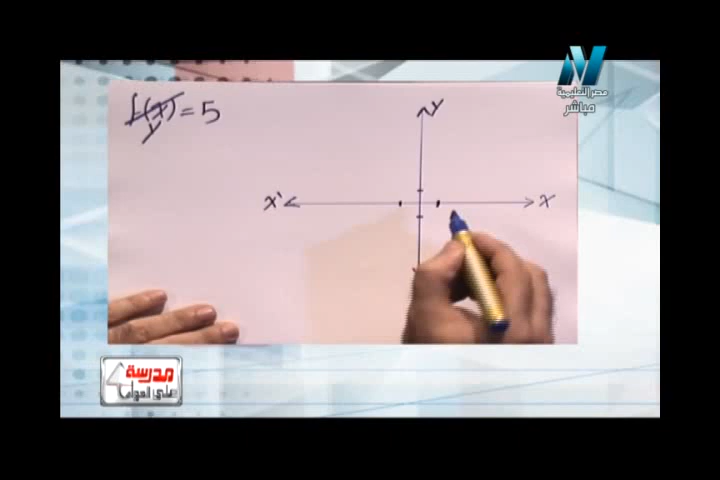 f(x) = 5
y
y
x' x
مصر التعليمية
مباشر
مدرسة
على الهواء